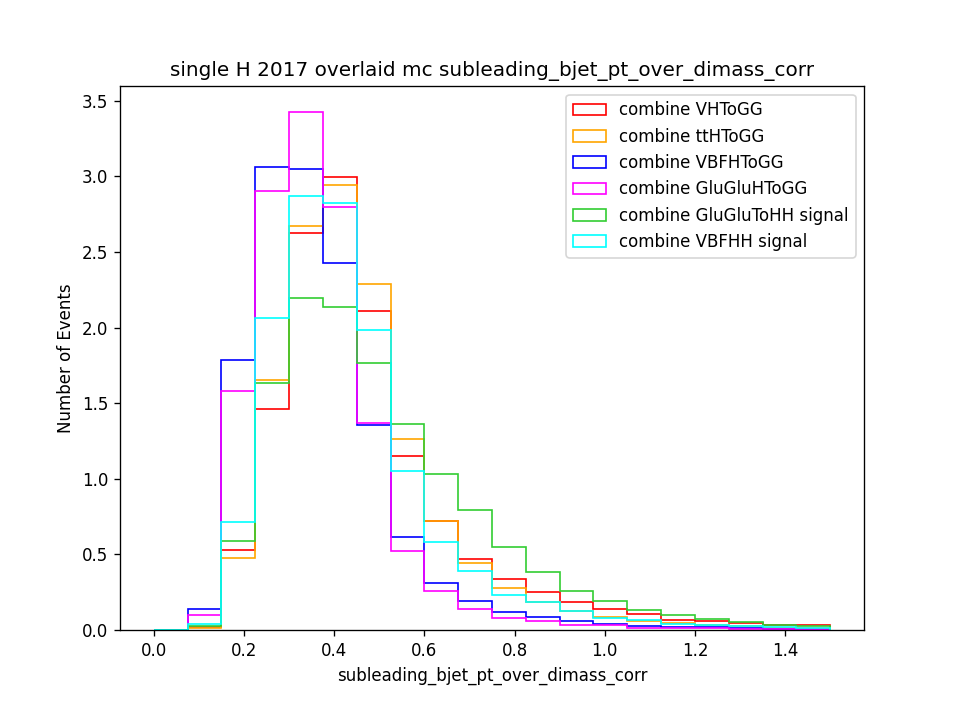 single H 2017 overlaid mc subleading_bjet_pt_over_dimass_corr
combine VHToGG
combine ttHToGG
combine VBFHToGG
combine GluGluHToGG
combine GluGluToHH signal
combine VBFHH signal
Number of Events
3.5
3.0
2.5
2.0
1.5
1.0
0.5
0.0
0.0 0.2 0.4 0.6 0.8 1.0 1.2 1.4
subleading_bjet_pt_over_dimass_corr